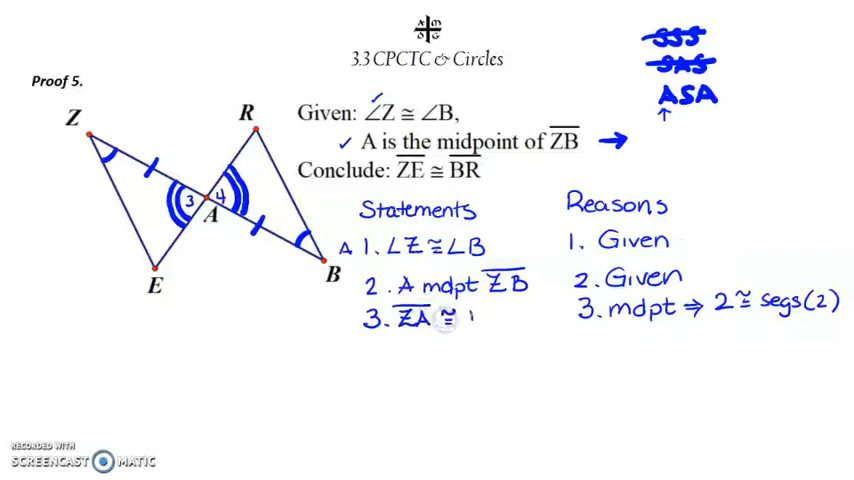 A M
D G
3.3 CPCTC & Circles
SSS
SAS
ASA
Proof 5.
Given: ∠Z ≅ ∠B,
A is the midpoint of ZB
Conclude: ZE ≅ BR
Z
R
3
4
A
E
B
Statements
Reasons
A 1. ∠Z ≅ ∠B
1. Given
2. A mdpt ZB
2. Given
3. ZA ≅
3. mdpt ⇒ 2 ≅ segs (2)
RECORDED WITH
SCREENCAST MATIC